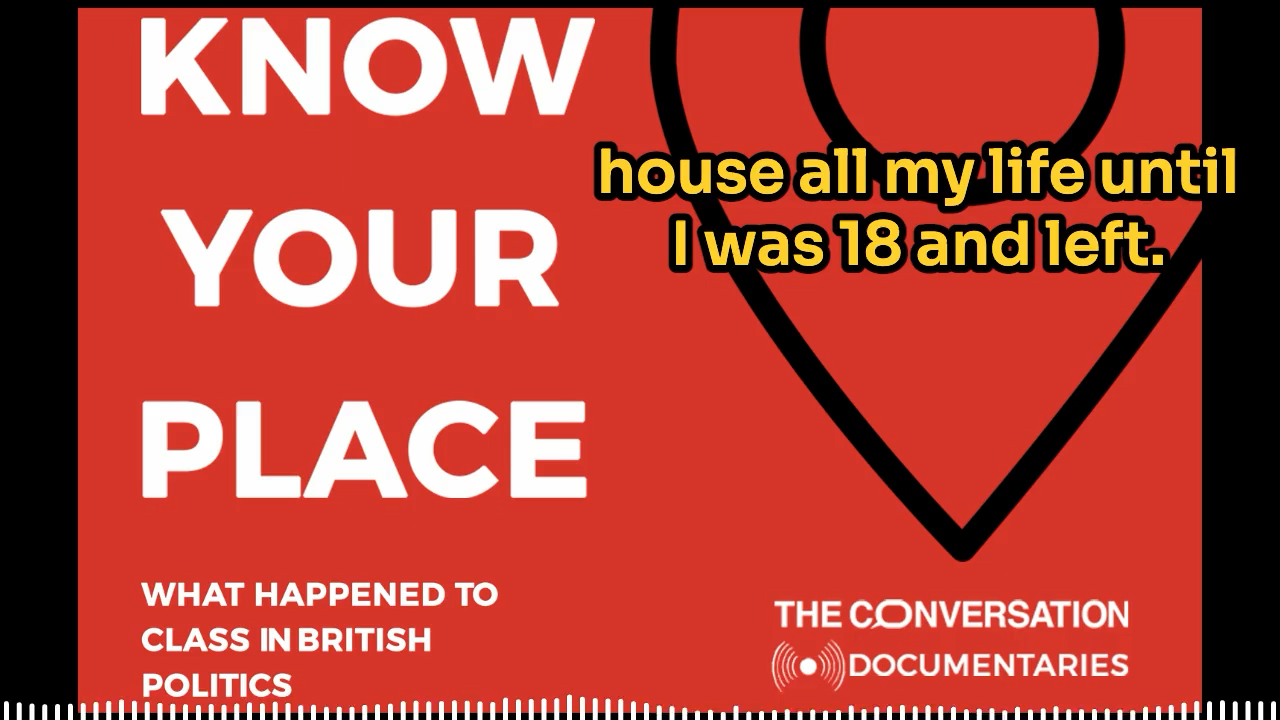 KNOW
YOUR
PLACE
house all my life until
I was 18 and left.
WHAT HAPPENED TO
CLASS IN BRITISH
POLITICS
THE CONVERSATION
DOCUMENTARIES